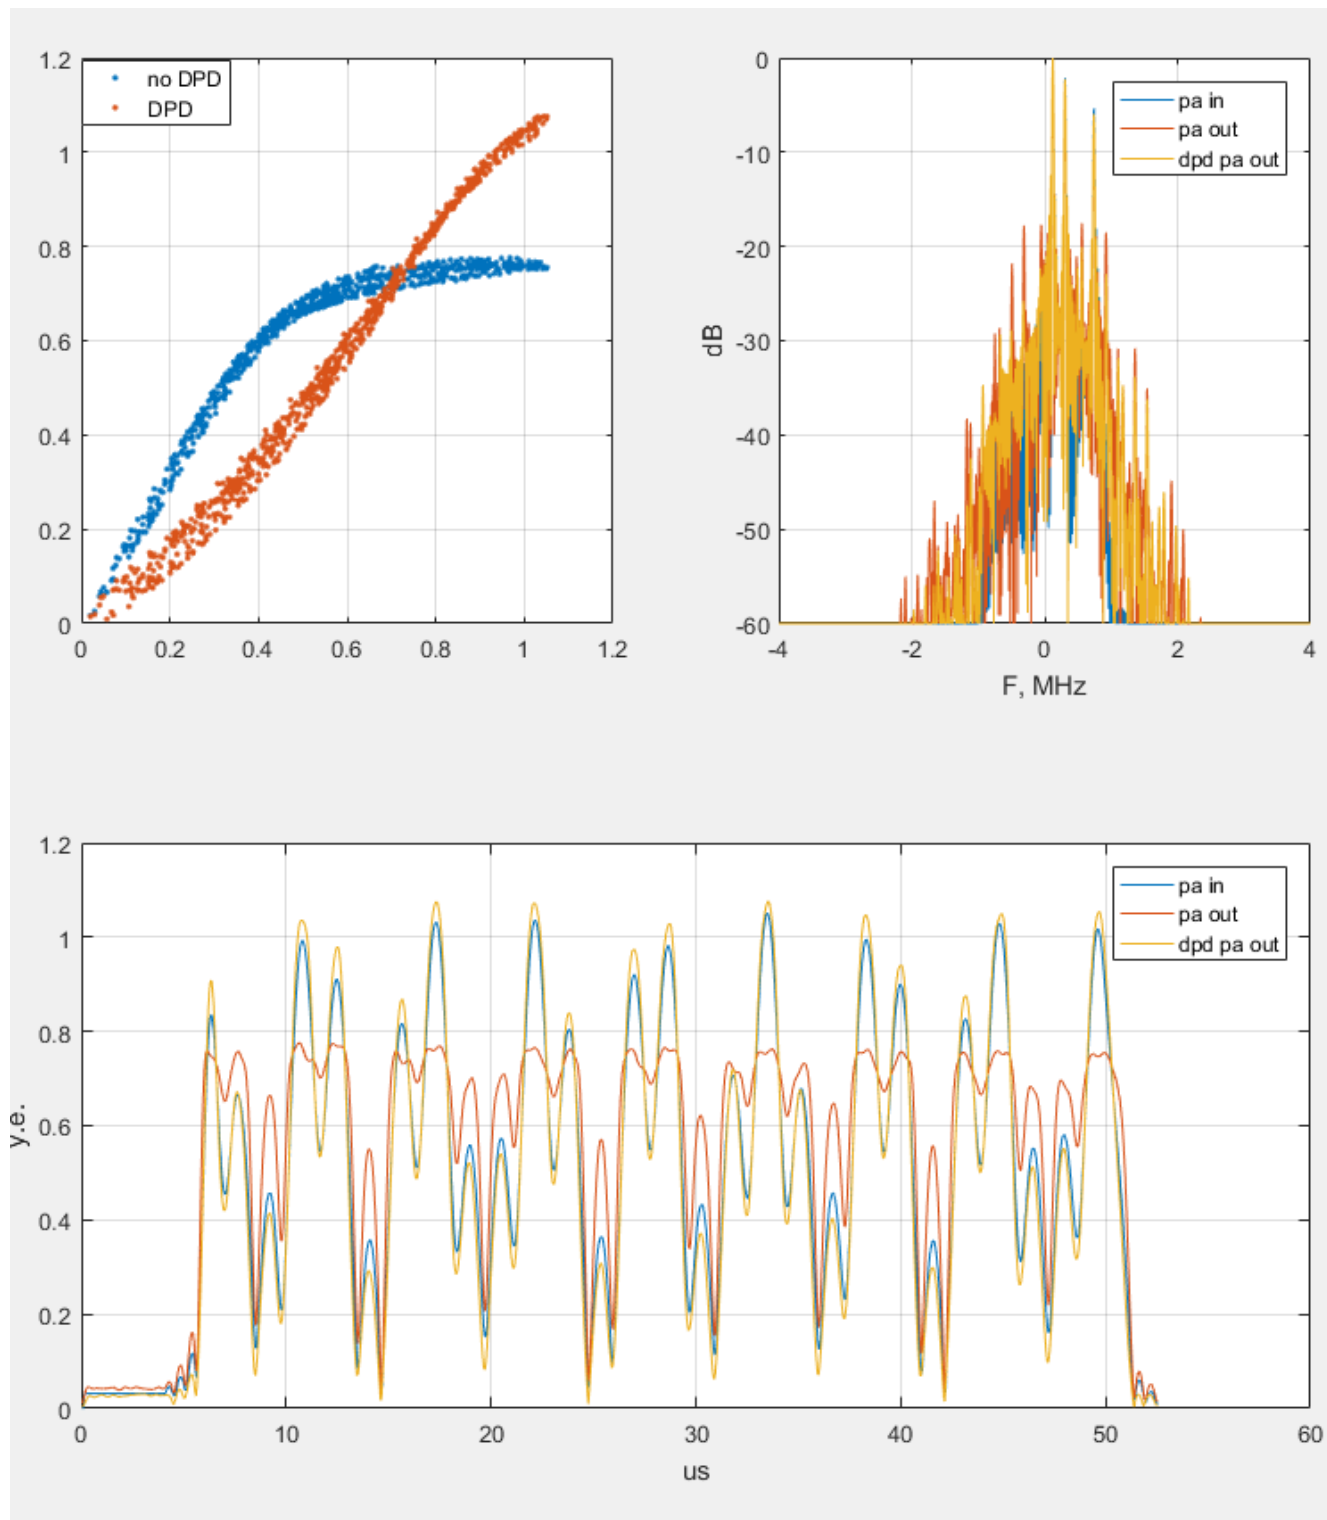 1.2
1
0.8
0.6
0.4
0.2
0
0 0.2 0.4 0.6 0.8 1 1.2
no DPD
DPD
0
-10
-20
-30
-40
-50
-60
dB
-4 -2 0 2 4
F, MHz
pa in
pa out
dpd pa out
1.2
1
0.8
0.6
0.4
0.2
0
y.e.
0 10 20 30 40 50 60
us
pa in
pa out
dpd pa out